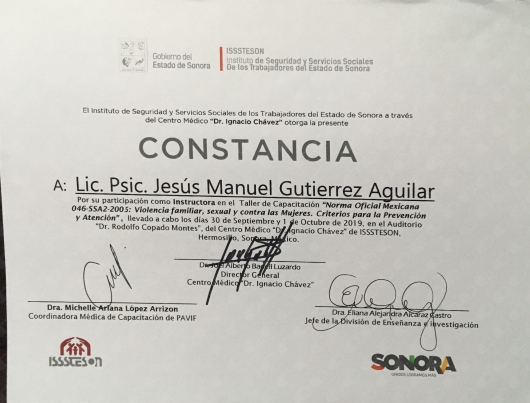 Gobierno del
Estado de Sonora
ISSSTESON
Instituto de Seguridad y Servicios Sociales
De los Trabajadores del Estado de Sonora
El Instituto de Seguridad y Servicios Sociales de los Trabajadores del Estado de Sonora a través
del Centro Médico "Dr. Ignacio Chávez" otorga la presente
CONSTANCIA
A: Lic. Psic. Jesús Manuel Gutierrez Aguilar
Por su participación como Instructora en el Taller de Capacitación "Norma Oficial Mexicana
046-SSA2-2005: Violencia familiar, sexual y contra las Mujeres. Criterios para la Prevención
y Atención", llevado a cabo los días 30 de Septiembre y 1 de Octubre de 2019, en el Auditorio
"Dr. Rodolfo Copado Montes", del Centro Médico "Dr. Ignacio Chávez" de ISSSTESON,
Hermosillo, Sonora, México.
Alberto Luzardo
Director General
Centro Médico "Dr. Ignacio Chávez"
Dra. Michelle Ariana López Arrizon
Coordinadora Médica de Capacitación de PAVIF
Dra. Eliana Alejandra Alcaraz Castro
Jefe de la División de Enseñanza e investigación
ISSSTESON
SONORA
UNIDOS LOGRAMOS MÁS